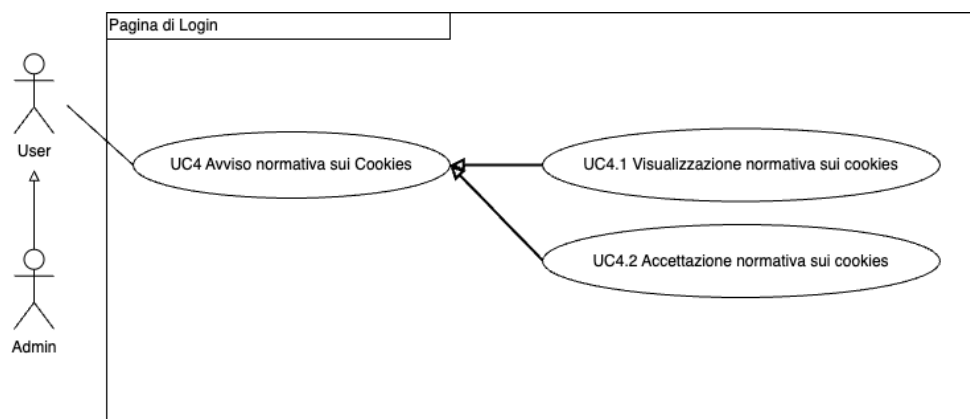 Pagina di Login
User
UC4 Avviso normativa sui Cookies
UC4.1 Visualizzazione normativa sui cookies
UC4.2 Accettazione normativa sui cookies
Admin